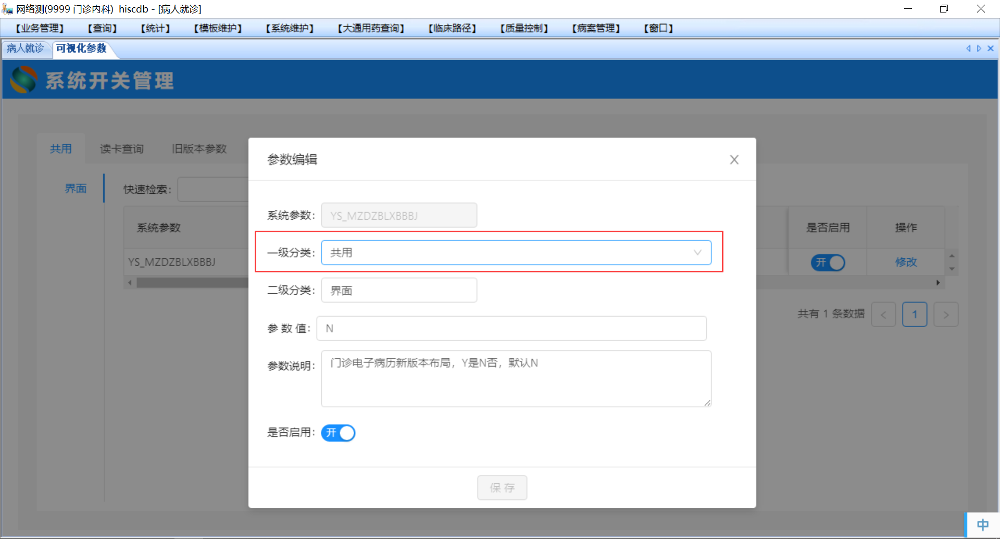 网络测(9999 门诊内科)  hiscdb - [病人就诊]
【业务管理】 【查询】 【统计】 【模板维护】 【系统维护】 【大通用药查询】 【临床路径】 【质量控制】 【病案管理】 【窗口】
病人就诊 可视化参数
系统开关管理
共用 读卡查询 旧版本参数
界面
快速检索:
系统参数 是否启用 操作
YS_MZDZBLXBBBJ 开 修改
共有 1 条数据 < 1 >
参数编辑
系统参数: YS_MZDZBLXBBBJ
一级分类: 共用
二级分类: 界面
参 数 值: N
参数说明: 门诊电子病历新版本布局，Y是N否，默认N
是否启用: 开
保 存
中